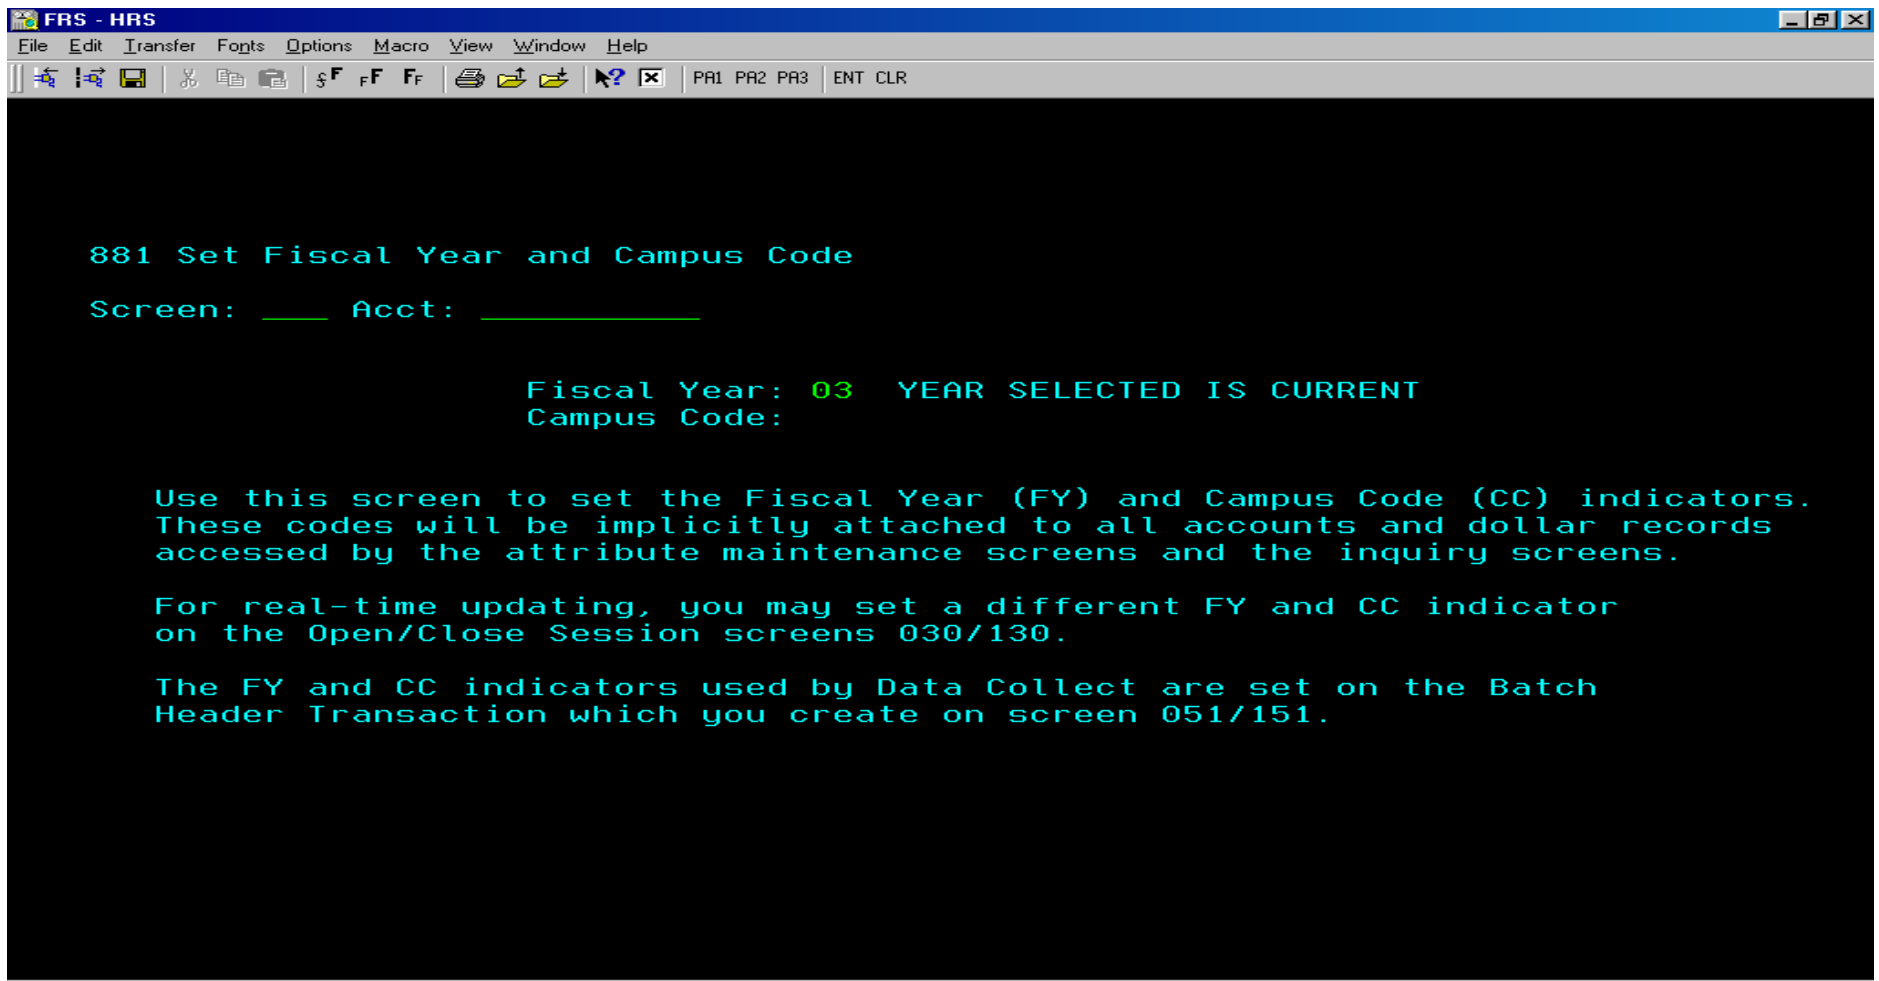 FRS - HRS
File Edit Transfer Fonts Options Macro View Window Help
PA1 PA2 PA3 ENT CLR
881 Set Fiscal Year and Campus Code
Screen: ____ Acct: __________
Fiscal Year: 03 YEAR SELECTED IS CURRENT
Campus Code:
Use this screen to set the Fiscal Year (FY) and Campus Code (CC) indicators.
These codes will be implicitly attached to all accounts and dollar records
accessed by the attribute maintenance screens and the inquiry screens.
For real-time updating, you may set a different FY and CC indicator
on the Open/Close Session screens 030/130.
The FY and CC indicators used by Data Collect are set on the Batch
Header Transaction which you create on screen 051/151.